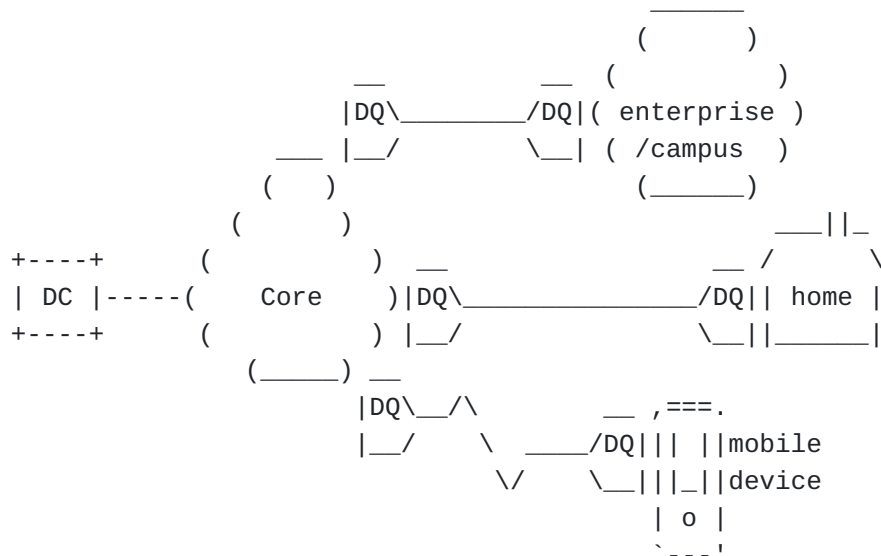 DQ DQ enterprise
/campus
DC Core DQ DQ home
DQ
DQ mobile
device
o